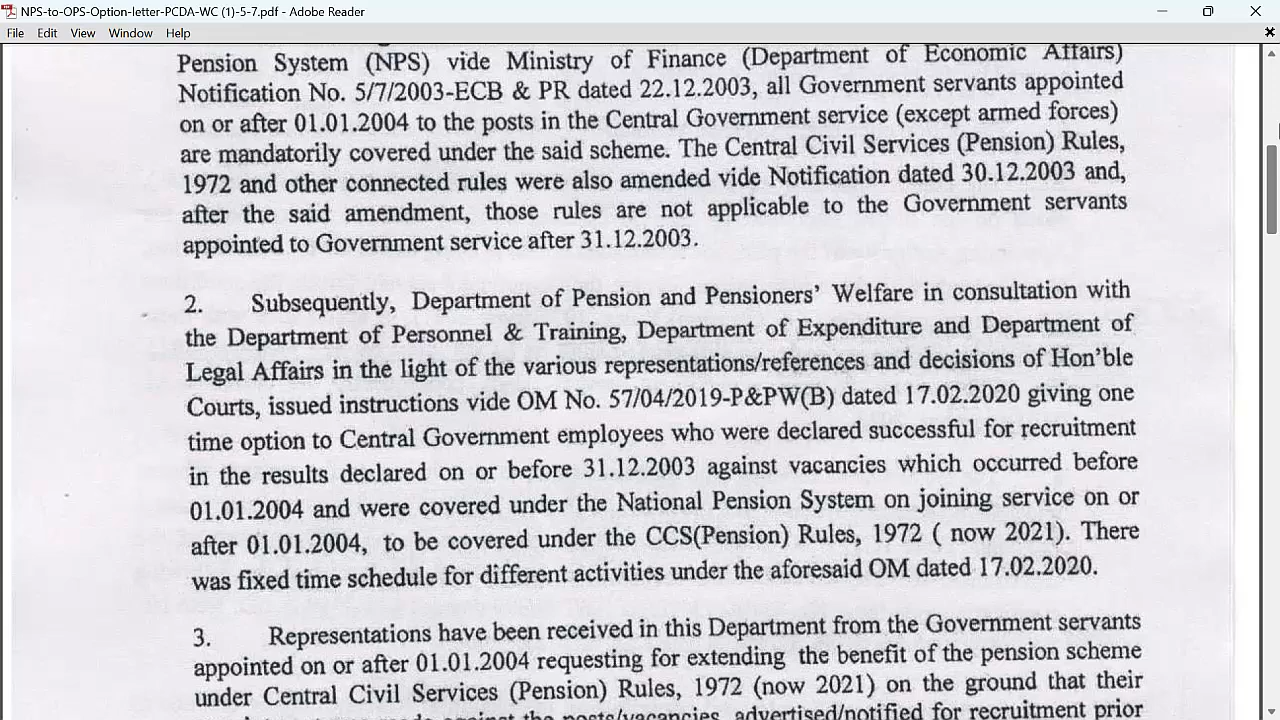 NPS-to-OPS-Option-letter-PCDA-WC (1)-5-7.pdf - Adobe Reader
File Edit View Window Help
Pension System (NPS) vide Ministry of Finance (Department of Economic Affairs)
Notification No. 5/7/2003-ECB & PR dated 22.12.2003, all Government servants appointed
on or after 01.01.2004 to the posts in the Central Government service (except armed forces)
are mandatorily covered under the said scheme. The Central Civil Services (Pension) Rules,
1972 and other connected rules were also amended vide Notification dated 30.12.2003 and,
after the said amendment, those rules are not applicable to the Government servants
appointed to Government service after 31.12.2003.
2. Subsequently, Department of Pension and Pensioners' Welfare in consultation with
the Department of Personnel & Training, Department of Expenditure and Department of
Legal Affairs in the light of the various representations/references and decisions of Hon'ble
Courts, issued instructions vide OM No. 57/04/2019-P&PW(B) dated 17.02.2020 giving one
time option to Central Government employees who were declared successful for recruitment
in the results declared on or before 31.12.2003 against vacancies which occurred before
01.01.2004 and were covered under the National Pension System on joining service on or
after 01.01.2004, to be covered under the CCS(Pension) Rules, 1972 ( now 2021). There
was fixed time schedule for different activities under the aforesaid OM dated 17.02.2020.
3. Representations have been received in this Department from the Government servants
appointed on or after 01.01.2004 requesting for extending the benefit of the pension scheme
under Central Civil Services (Pension) Rules, 1972 (now 2021) on the ground that their
against the posts/vacancies advertised/notified for recruitment prior